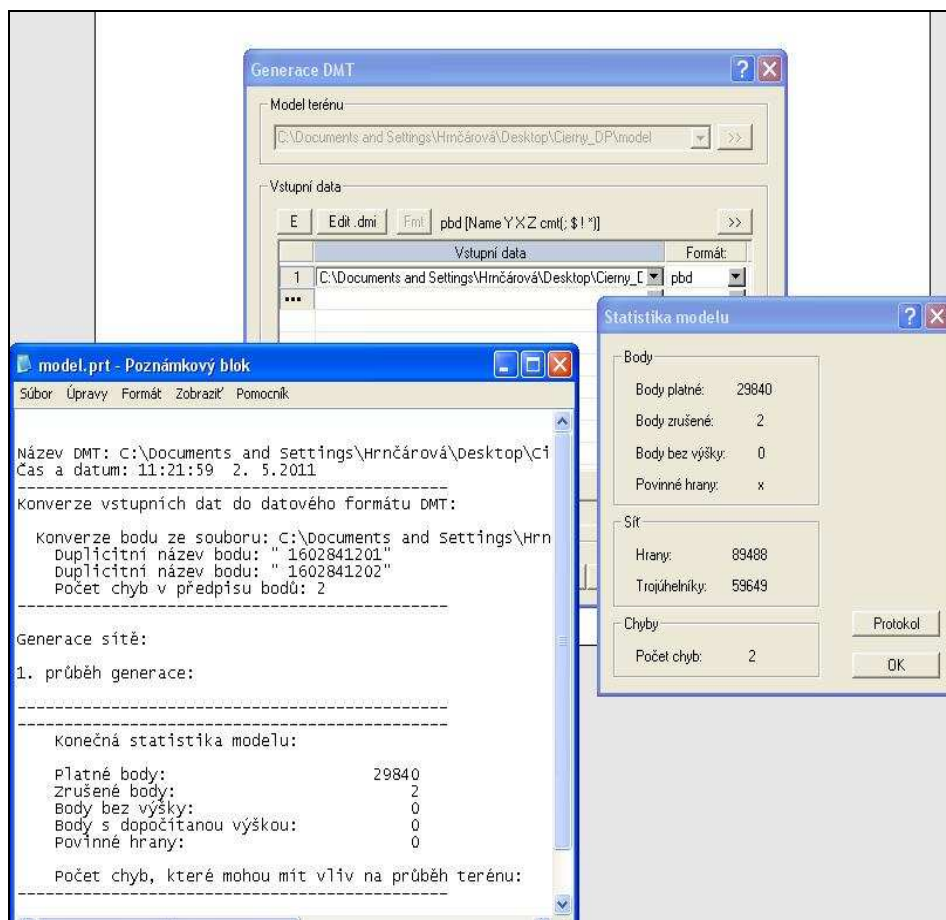 Generace DMT
Model terénu
C:\Documents and Settings\Hrnčárová\Desktop\Cierny_DP\model
>>
Vstupní data
E Edit .dmi Fmt pbd [Name Y X Z cmt(; $ ! *)] >>
Vstupní data Formát:
1 C:\Documents and Settings\Hrnčárová\Desktop\Cierny_D pbd
...
Statistika modelu
Body
Body platné: 29840
Body zrušené: 2
Body bez výšky: 0
Povinné hrany: x
Síť
Hrany: 89488
Trojúhelníky: 59649
Chyby
Počet chyb: 2
Protokol
OK
model.prt - Poznámkový blok
Súbor Úpravy Formát Zobraziť Pomocník
Název DMT: C:\Documents and Settings\Hrnčárová\Desktop\Ci
Čas a datum: 11:21:59 2. 5.2011
-----------------------------------------------
Konverze vstupních dat do datového formátu DMT:
Konverze bodu ze souboru: C:\Documents and Settings\Hrn
Duplicitní název bodu: " 1602841201"
Duplicitní název bodu: " 1602841202"
Počet chyb v předpisu bodů: 2
-----------------------------------------------
Generace sítě:
1. průběh generace:
-----------------------------------------------
-----------------------------------------------
Konečná statistika modelu:
Platné body: 29840
Zrušené body: 2
Body bez výšky: 0
Body s dopočítanou výškou: 0
Povinné hrany: 0
Počet chyb, které mohou mít vliv na průběh terénu:
-----------------------------------------------